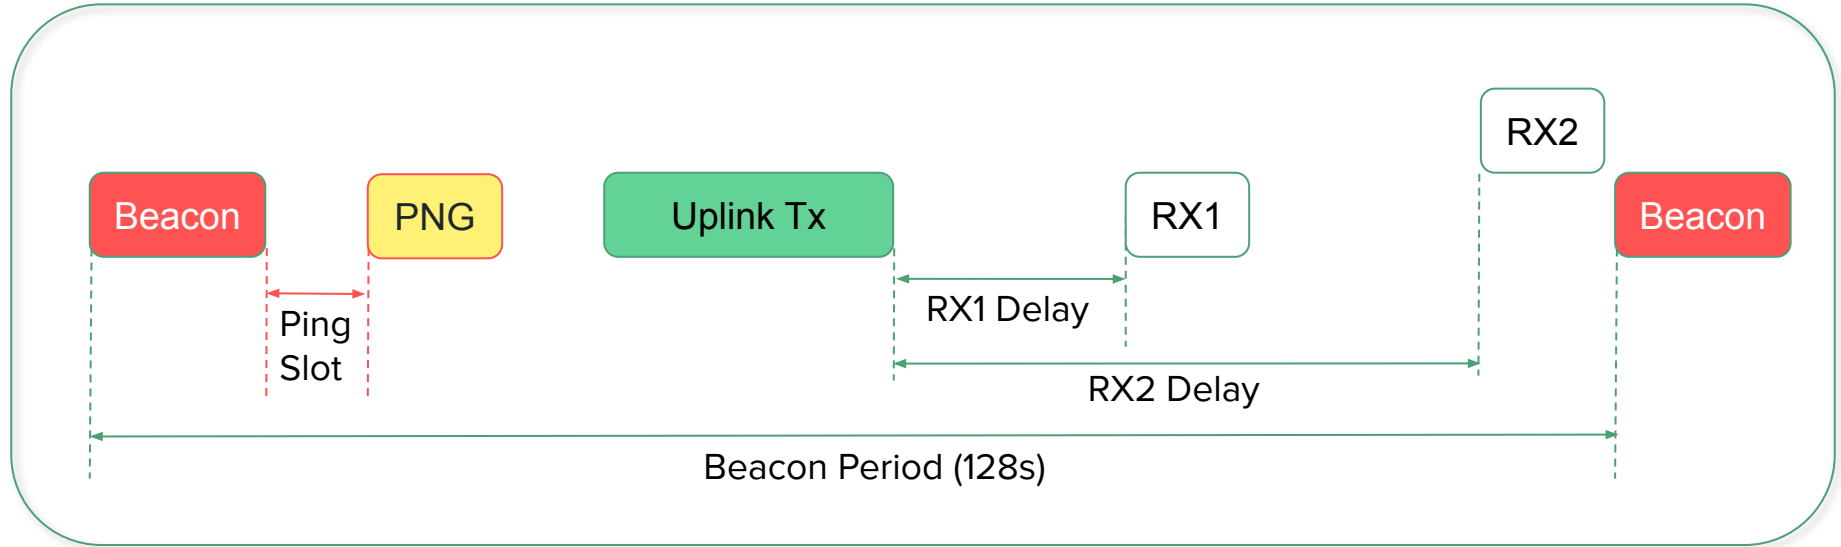 RX2
Beacon
PNG
Uplink Tx
RX1
Beacon
Ping
Slot
RX1 Delay
RX2 Delay
Beacon Period (128s)